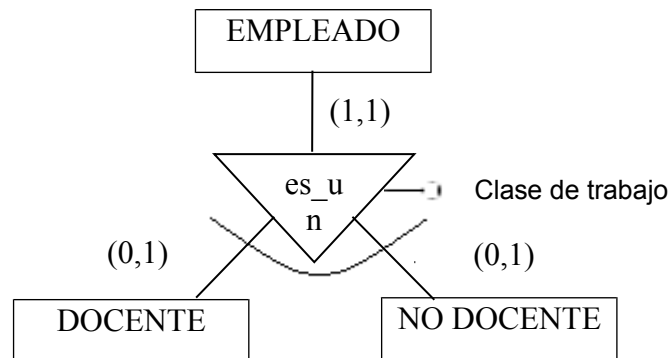 EMPLEADO
(1,1)
es_u
n
Clase de trabajo
(0,1)
(0,1)
DOCENTE
NO DOCENTE